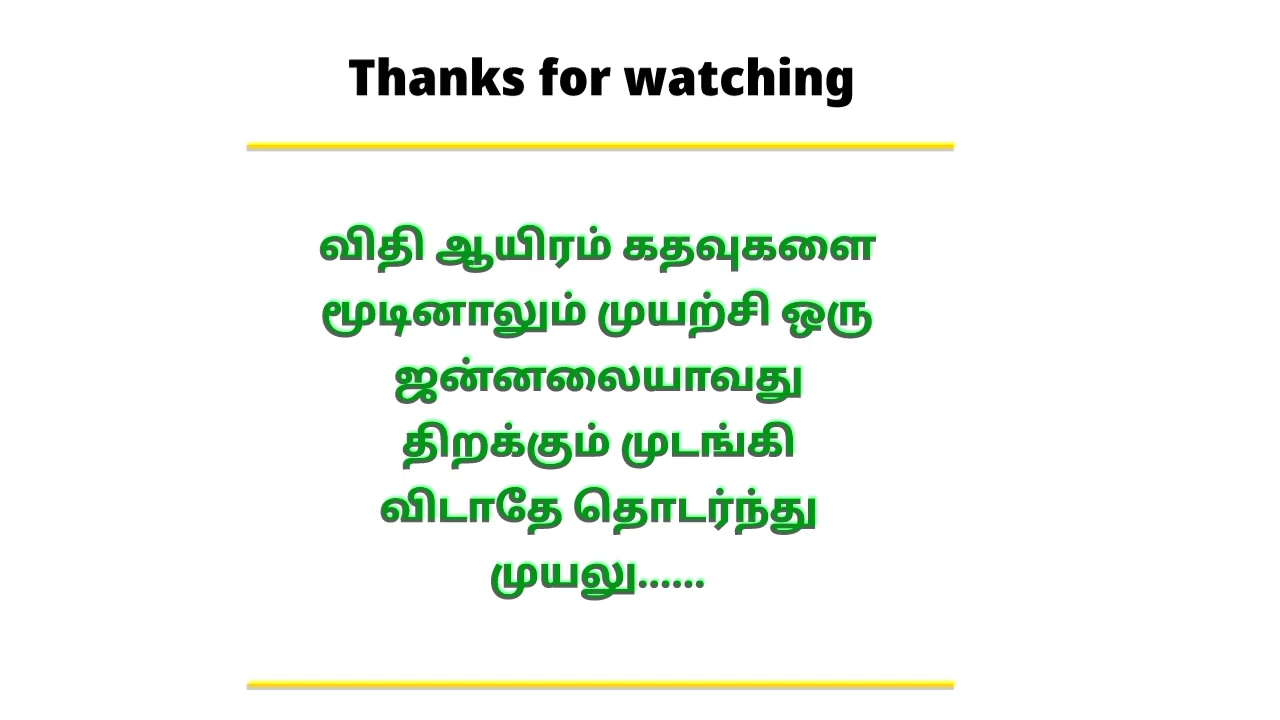 Thanks for watching
விதி ஆயிரம் கதவுகளை
மூடினாலும் முயற்சி ஒரு
ஜன்னலையாவது
திறக்கும் முடங்கி
விடாதே தொடர்ந்து
முயலு......